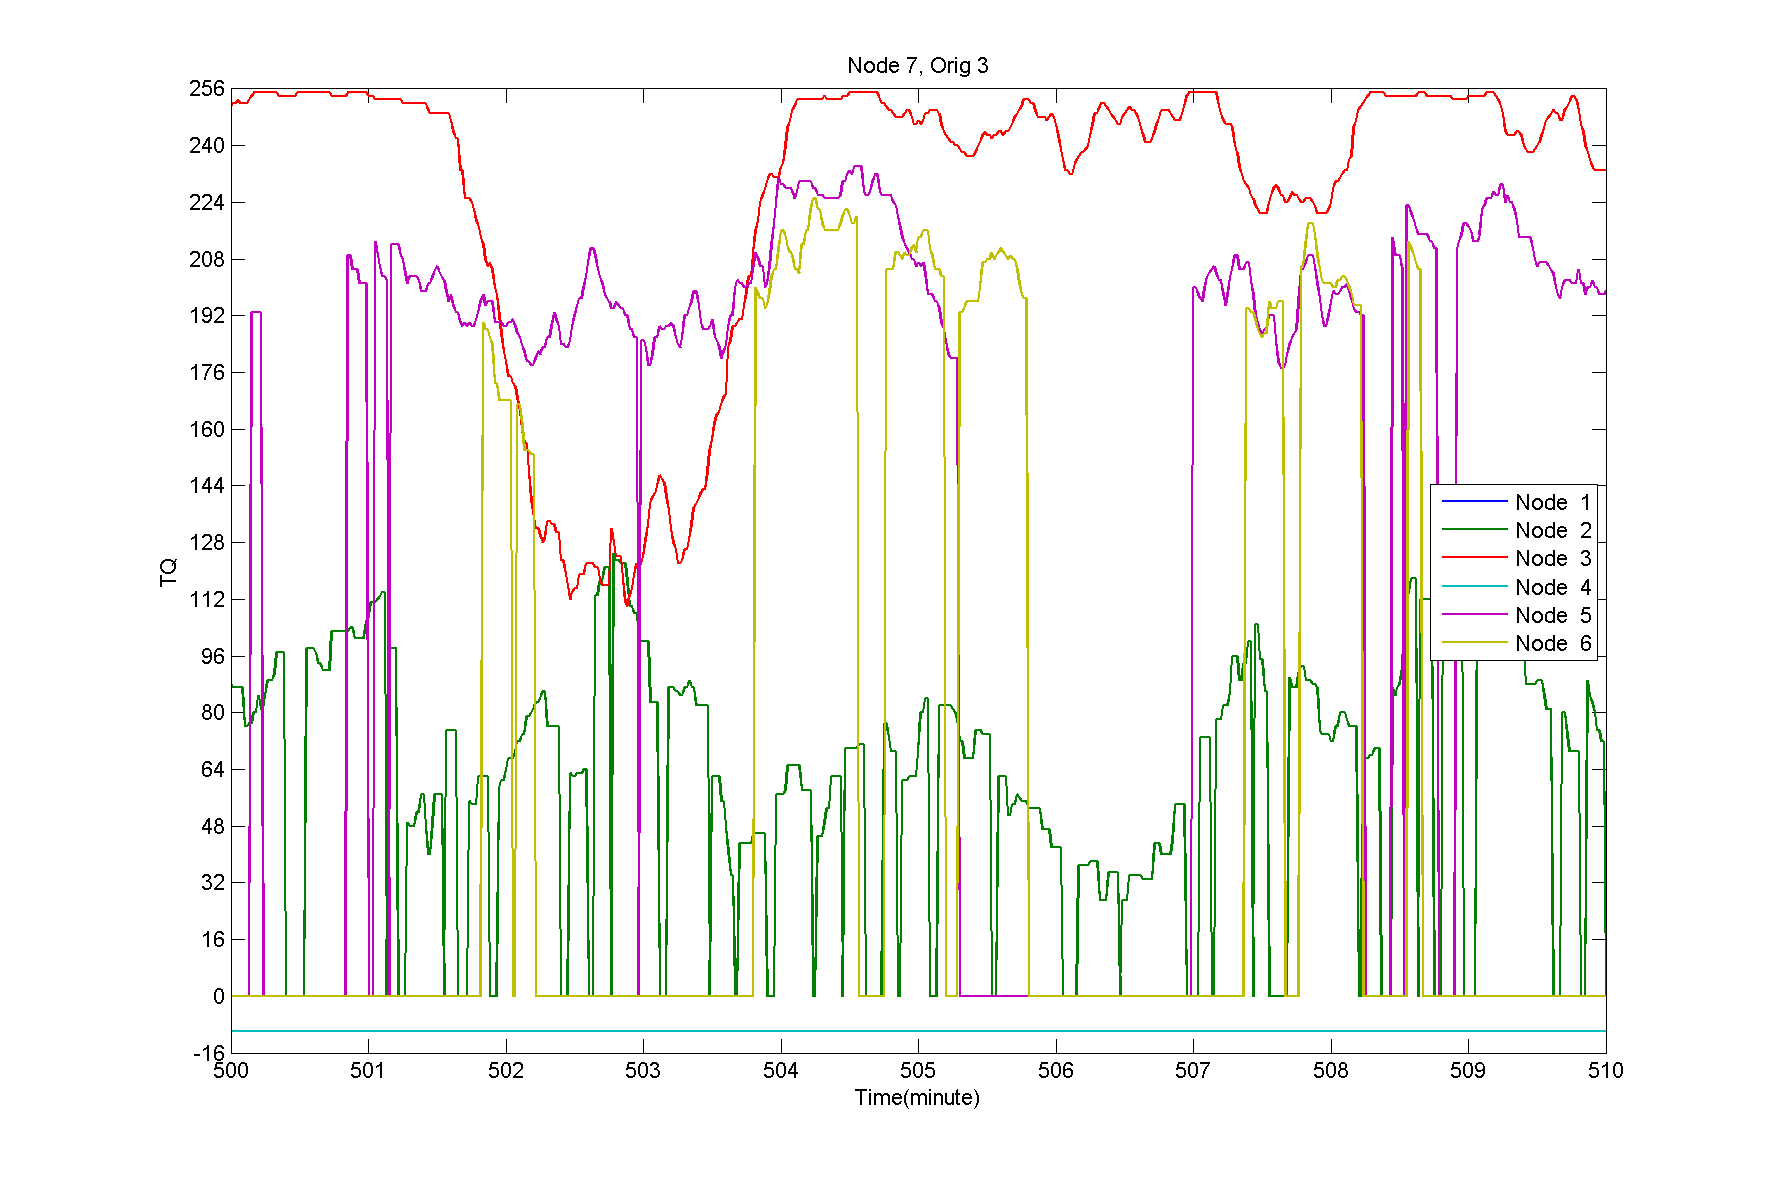 Node 7, Orig 3
256
240
224
208
192
176
160
144
128
112
96
80
64
48
32
16
0
-16
TQ
Node 1
Node 2
Node 3
Node 4
Node 5
Node 6
500 501 502 503 504 505 506 507 508 509 510
Time(minute)